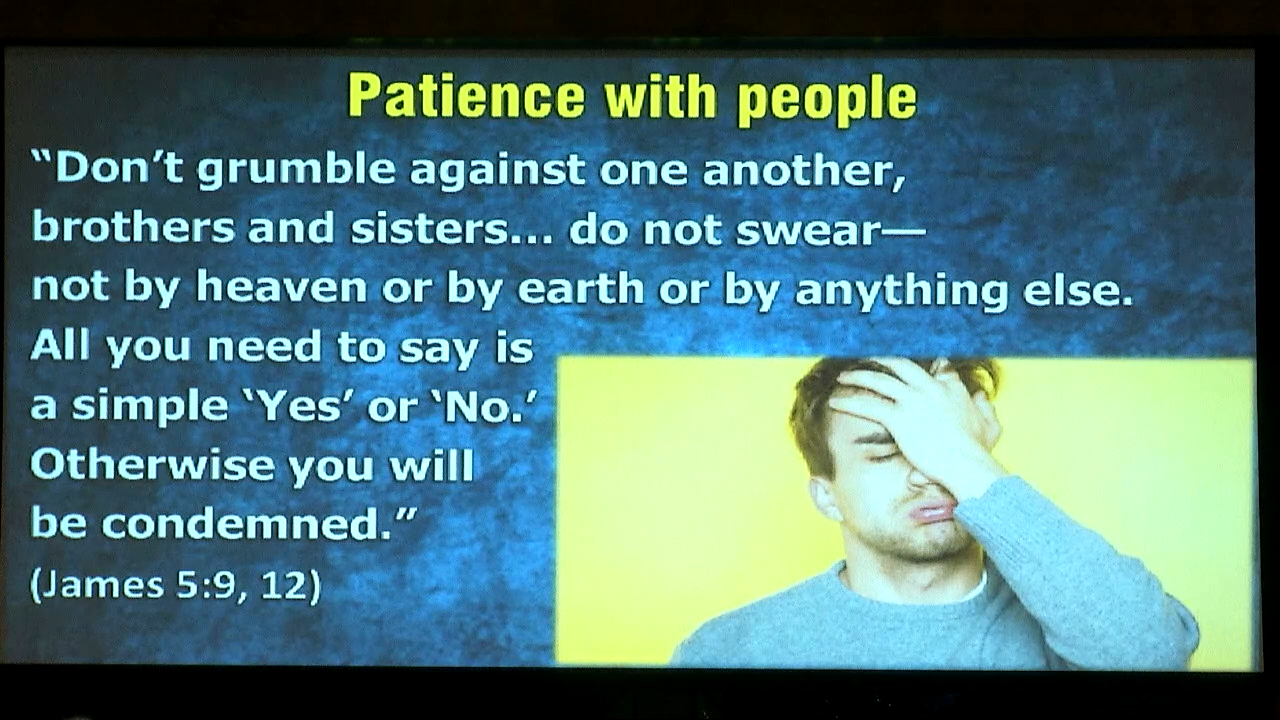 Patience with people
“Don’t grumble against one another,
brothers and sisters... do not swear—
not by heaven or by earth or by anything else.
All you need to say is
a simple ‘Yes’ or ‘No.’
Otherwise you will
be condemned.”
(James 5:9, 12)